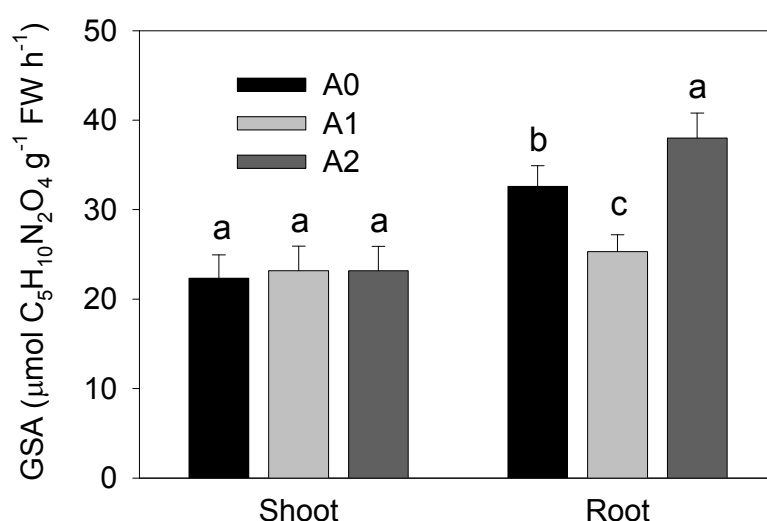 GSA (μmol C₅H₁₀N₂O₄ g⁻¹ FW h⁻¹)
50
40
30
20
10
0
A0
A1
A2
a
a
a
b
c
a
Shoot
Root